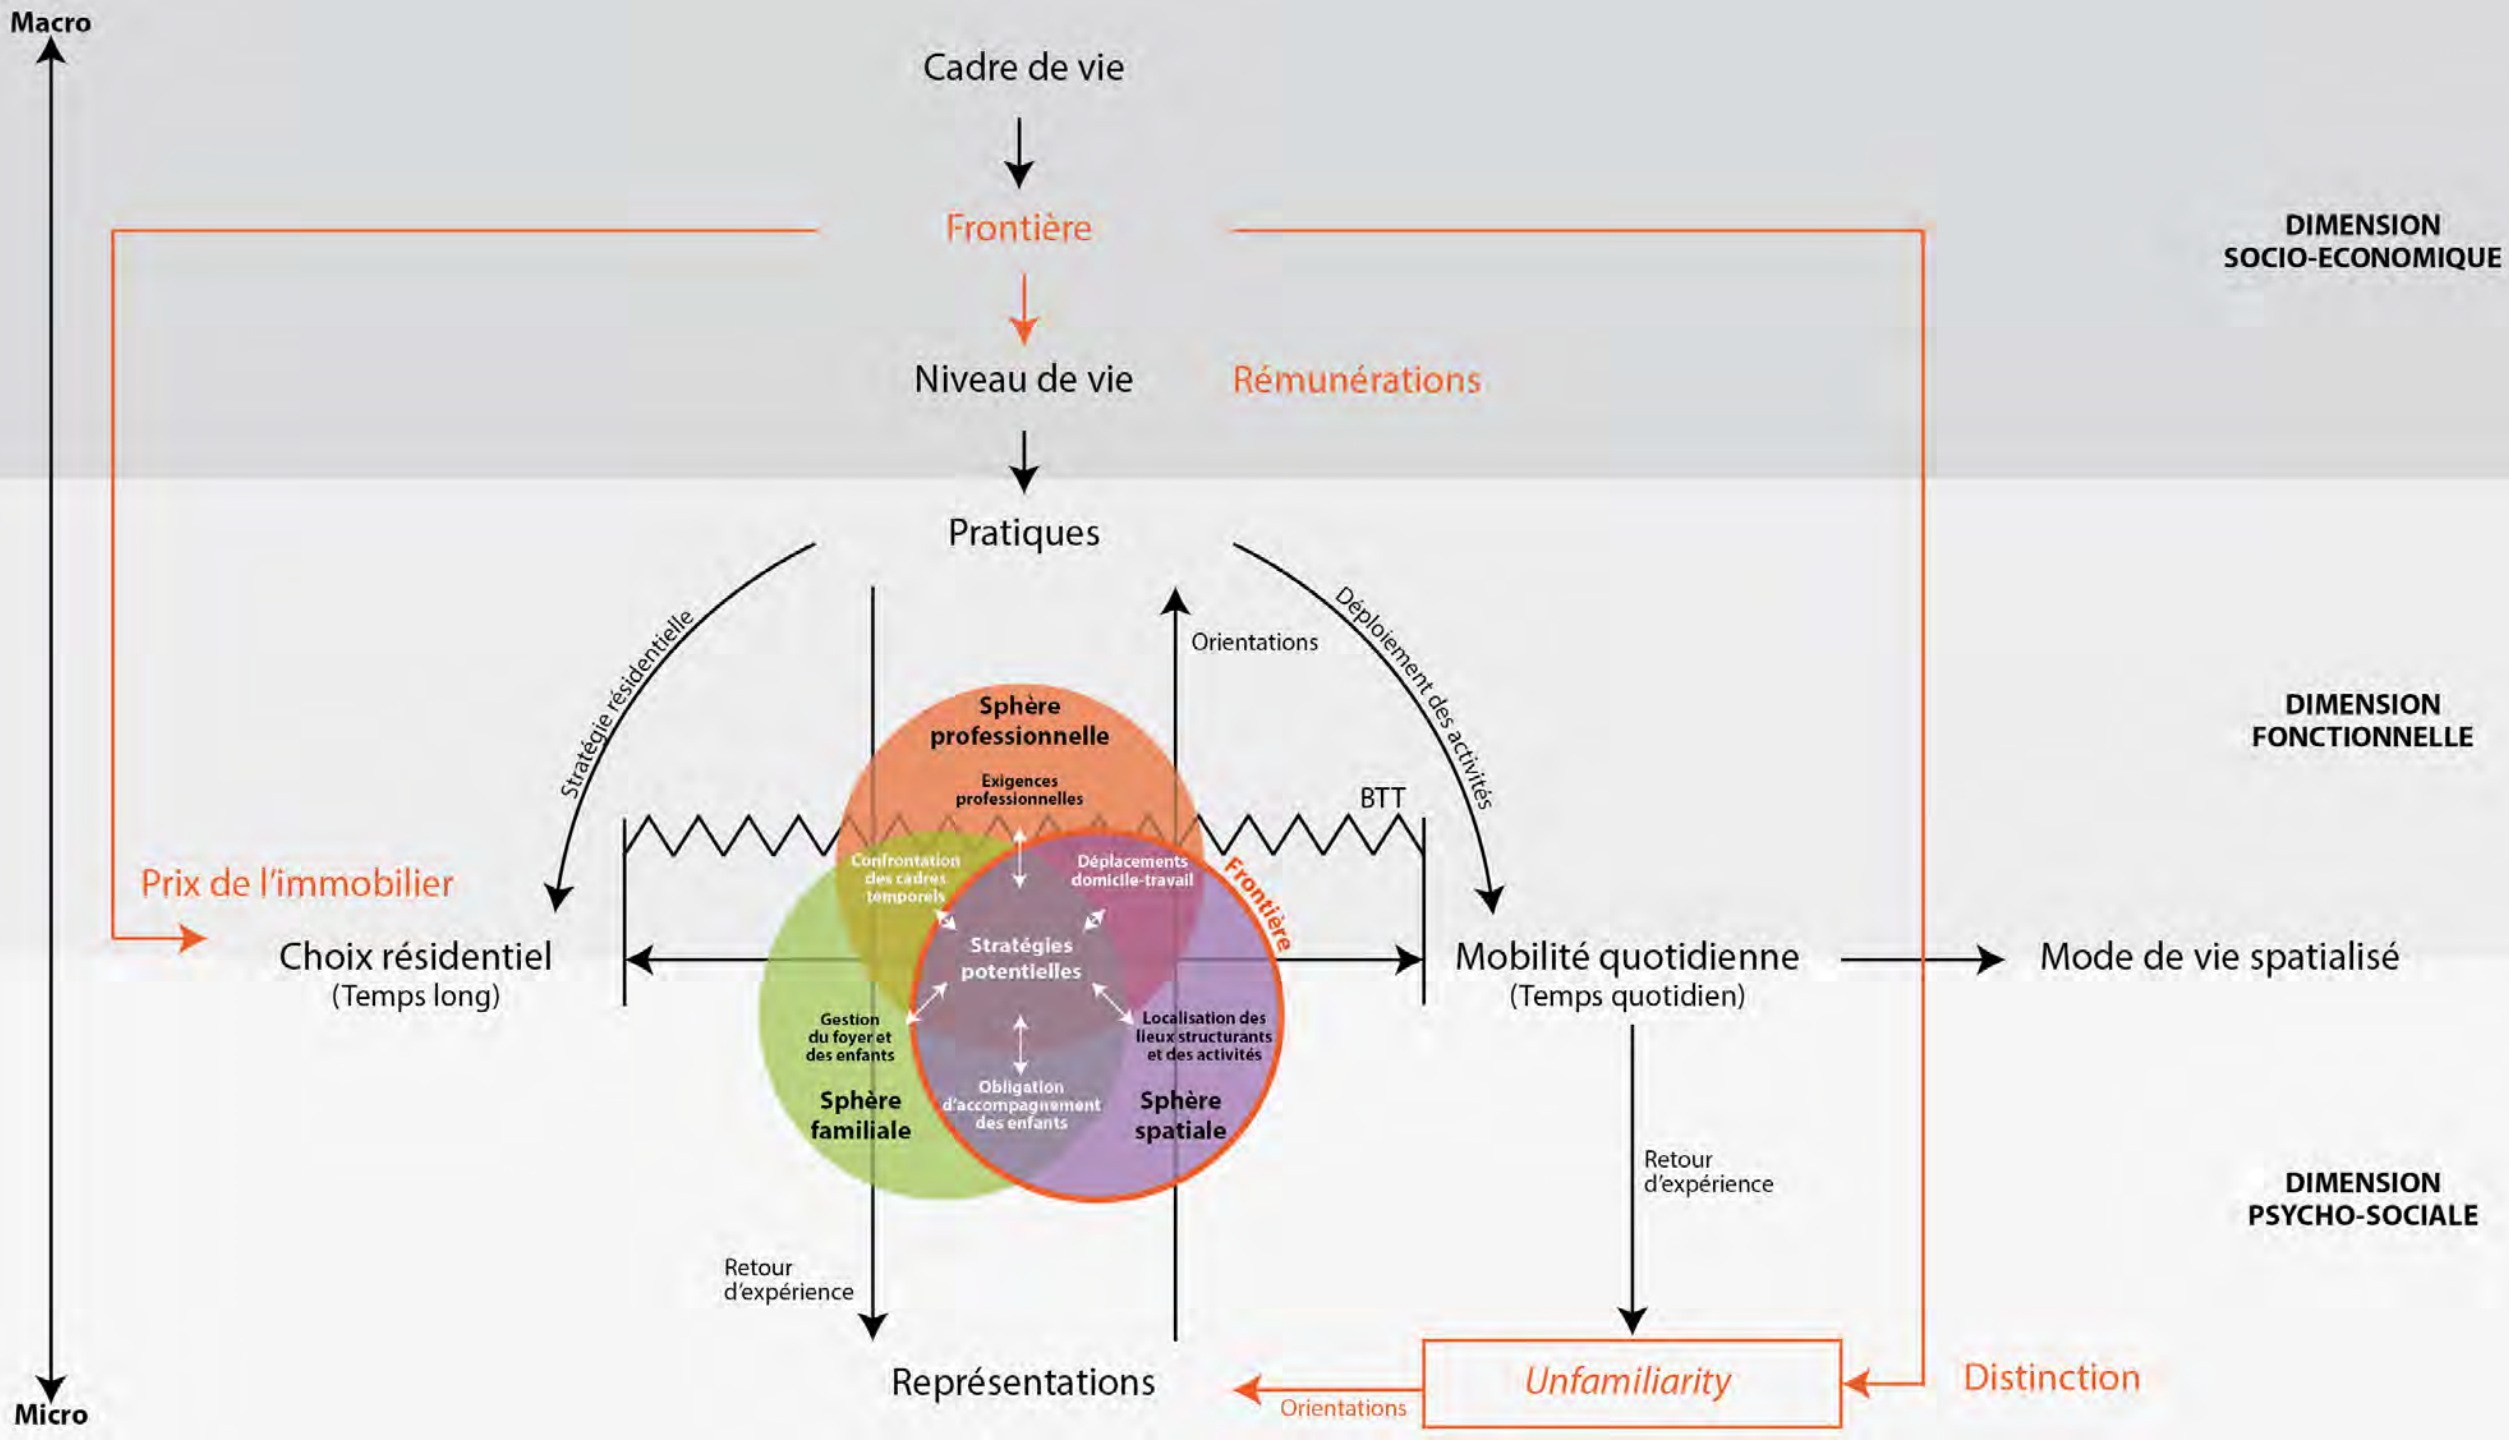 Macro
Cadre de vie
Frontière
DIMENSION
SOCIO-ECONOMIQUE
Niveau de vie
Rémunérations
Pratiques
Stratégie résidentielle
Orientations
Déploiement des activités
Sphère
professionnelle
Exigences
professionnelles
DIMENSION
FONCTIONNELLE
BTT
Confrontation
des cadres
temporels
Déplacements
domicile-travail
Frontière
Prix de l'immobilier
Stratégies
potentielles
Choix résidentiel
(Temps long)
Mobilité quotidienne
(Temps quotidien)
Mode de vie spatialisé
Gestion
du foyer et
des enfants
Localisation des
lieux structurants
et des activités
Obligation
d'accompagnement
des enfants
Sphère
familiale
Sphère
spatiale
Retour
d'expérience
DIMENSION
PSYCHO-SOCIALE
Retour
d'expérience
Représentations
Orientations
Unfamiliarity
Distinction
Micro